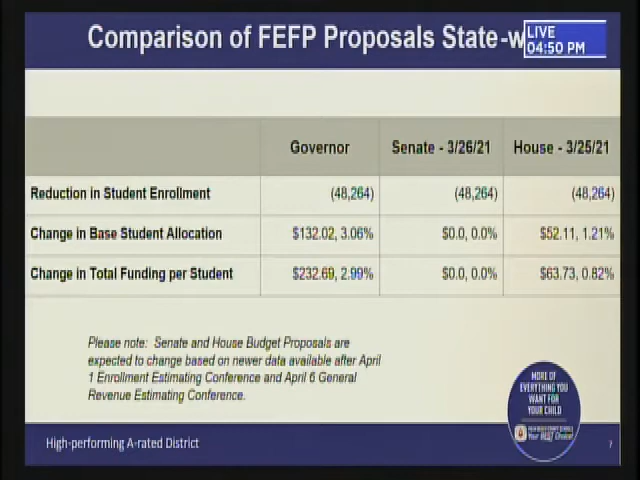 Comparison of FEFP Proposals State-w
LIVE
04:50 PM
Governor
Senate - 3/26/21
House - 3/25/21
Reduction in Student Enrollment
(48,264)
(48,264)
(48,264)
Change in Base Student Allocation
$132.02, 3.06%
$0.0, 0.0%
$52.11, 1.21%
Change in Total Funding per Student
$232.69, 2.99%
$0.0, 0.0%
$63.73, 0.82%
Please note: Senate and House Budget Proposals are
expected to change based on newer data available after April
1 Enrollment Estimating Conference and April 6 General
Revenue Estimating Conference.
MORE OF
EVERYTHING YOU
WANT FOR
YOUR CHILD
Your BEST Choice!
High-performing A-rated District
7